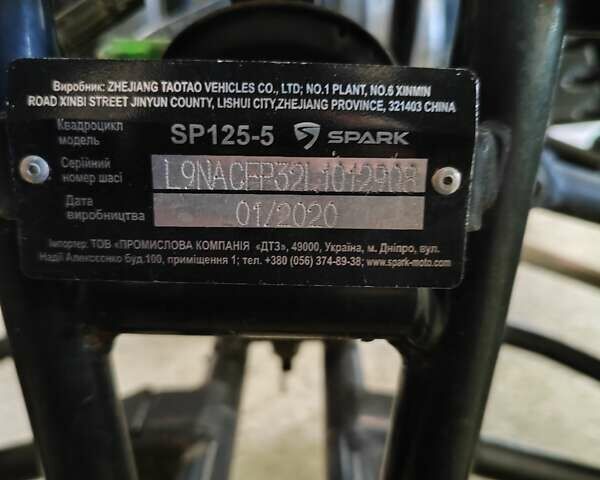 Виробник: ZHEJIANG TAOTAO VEHICLES CO., LTD; NO.1 PLANT, NO.6 XINMIN
ROAD XINBI STREET JINYUN COUNTY, LISHUI CITY,ZHEJIANG PROVINCE, 321403 CHINA
Квадроцикл
модель SP125-5 SPARK
Серійний
номер шасі L9NACFP32L1012908
Дата
виробництва 01/2020
Імпортер: ТОВ «ПРОМИСЛОВА КОМПАНІЯ «ДТЗ», 49000, Україна, м. Дніпро, вул.
Надії Алексєєнко буд.100, приміщення 1; тел. +380 (056) 374-89-38; www.spark-moto.com